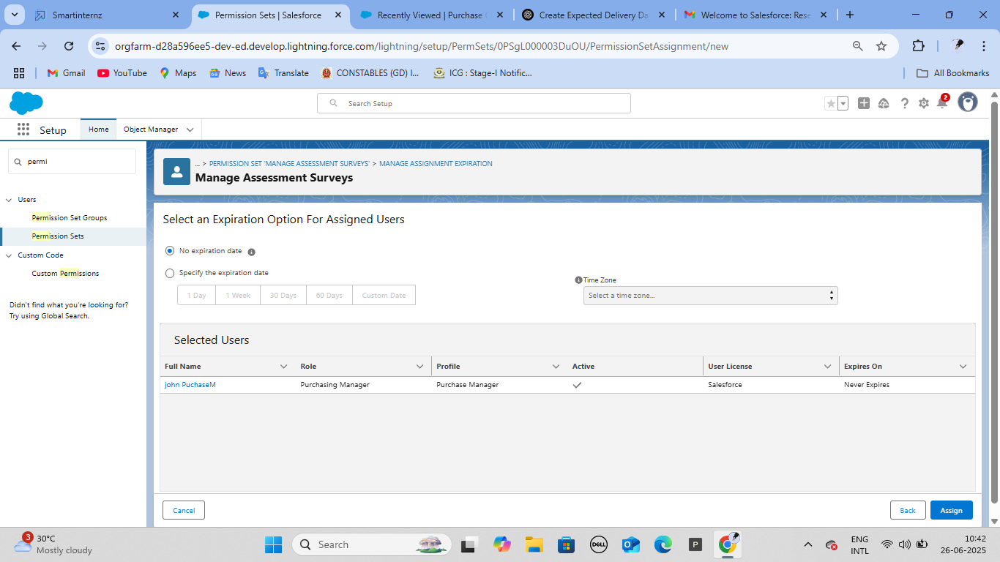 Smartinternz
Permission Sets | Salesforce
Recently Viewed | Purchase
Create Expected Delivery Da
Welcome to Salesforce: Rese
orgfarm-d28a596ee5-dev-ed.develop.lightning.force.com/lightning/setup/PermSets/0PSgL000003DuOU/PermissionSetAssignment/new
Gmail
YouTube
Maps
News
Translate
CONSTABLES (GD) I...
ICG : Stage-I Notific...
All Bookmarks
Search Setup
2
Setup
Home
Object Manager
permi
Users
Permission Set Groups
Permission Sets
Custom Code
Custom Permissions
Didn't find what you're looking for?
Try using Global Search.
... > PERMISSION SET 'MANAGE ASSESSMENT SURVEYS' > MANAGE ASSIGNMENT EXPIRATION
Manage Assessment Surveys
Select an Expiration Option For Assigned Users
No expiration date
Specify the expiration date
1 Day 1 Week 30 Days 60 Days Custom Date
Time Zone
Select a time zone...
Selected Users
Full Name Role Profile Active User License Expires On
john PuchaseM Purchasing Manager Purchase Manager Salesforce Never Expires
Cancel
Back
Assign
3
30°C
Mostly cloudy
Search
DELL
P
ENG
INTL
10:42
26-06-2025